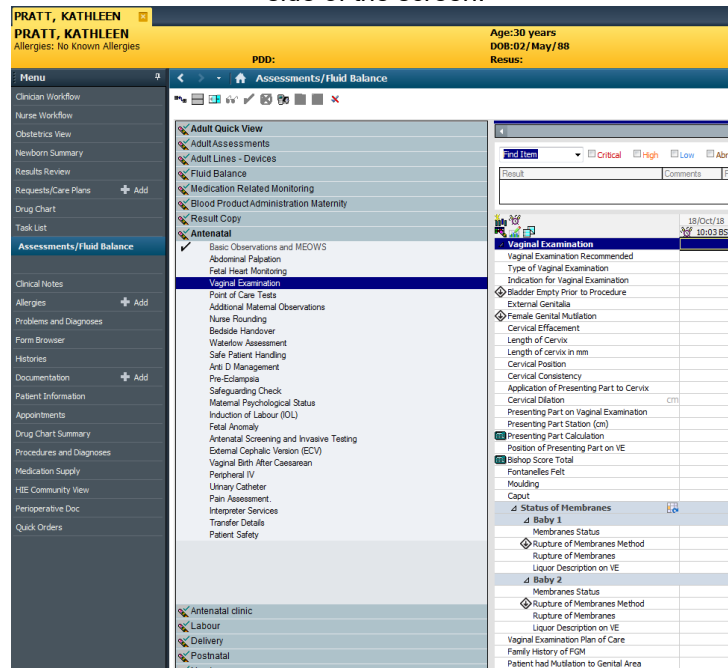 side of the screen.
PRATT, KATHLEEN
PRATT, KATHLEEN
Allergies: No Known Allergies
PDD:
Age:30 years
DOB:02/May/88
Resus:
Menu
Clinician Workflow
Nurse Workflow
Obstetrics View
Newborn Summary
Results Review
Requests/Care Plans Add
Drug Chart
Task List
Assessments/Fluid Balance
Clinical Notes
Allergies Add
Problems and Diagnoses
Form Browser
Histories
Documentation Add
Patient Information
Appointments
Drug Chart Summary
Procedures and Diagnoses
Medication Supply
HIE Community View
Perioperative Doc
Quick Orders
Assessments/Fluid Balance
Adult Quick View
Adult Assessments
Adult Lines - Devices
Fluid Balance
Medication Related Monitoring
Blood Product Administration Maternity
Result Copy
Antenatal
Basic Observations and MEOWS
Abdominal Palpation
Fetal Heart Monitoring
Vaginal Examination
Point of Care Tests
Additional Maternal Observations
Nurse Rounding
Bedside Handover
Waterlow Assessment
Safe Patient Handling
Anti D Management
Pre-Eclampsia
Safeguarding Check
Maternal Psychological Status
Induction of Labour (IOL)
Fetal Anomaly
Antenatal Screening and Invasive Testing
External Cephalic Version (ECV)
Vaginal Birth After Caesarean
Peripheral IV
Urinary Catheter
Pain Assessment.
Interpreter Services
Transfer Details
Patient Safety
Antenatal clinic
Labour
Delivery
Postnatal
Find Item Critical High Low Abn
Result Comments F
18/Oct/18
10:03 BS
Vaginal Examination
Vaginal Examination Recommended
Type of Vaginal Examination
Indication for Vaginal Examination
Bladder Empty Prior to Procedure
External Genitalia
Female Genital Mutilation
Cervical Effacement
Length of Cervix
Length of cervix in mm
Cervical Position
Cervical Consistency
Application of Presenting Part to Cervix
Cervical Dilation cm
Presenting Part on Vaginal Examination
Presenting Part Station (cm)
Presenting Part Calculation
Position of Presenting Part on VE
Bishop Score Total
Fontanelles Felt
Moulding
Caput
Status of Membranes
Baby 1
Membranes Status
Rupture of Membranes Method
Rupture of Membranes
Liquor Description on VE
Baby 2
Membranes Status
Rupture of Membranes Method
Rupture of Membranes
Liquor Description on VE
Vaginal Examination Plan of Care
Family History of FGM
Patient had Mutilation to Genital Area